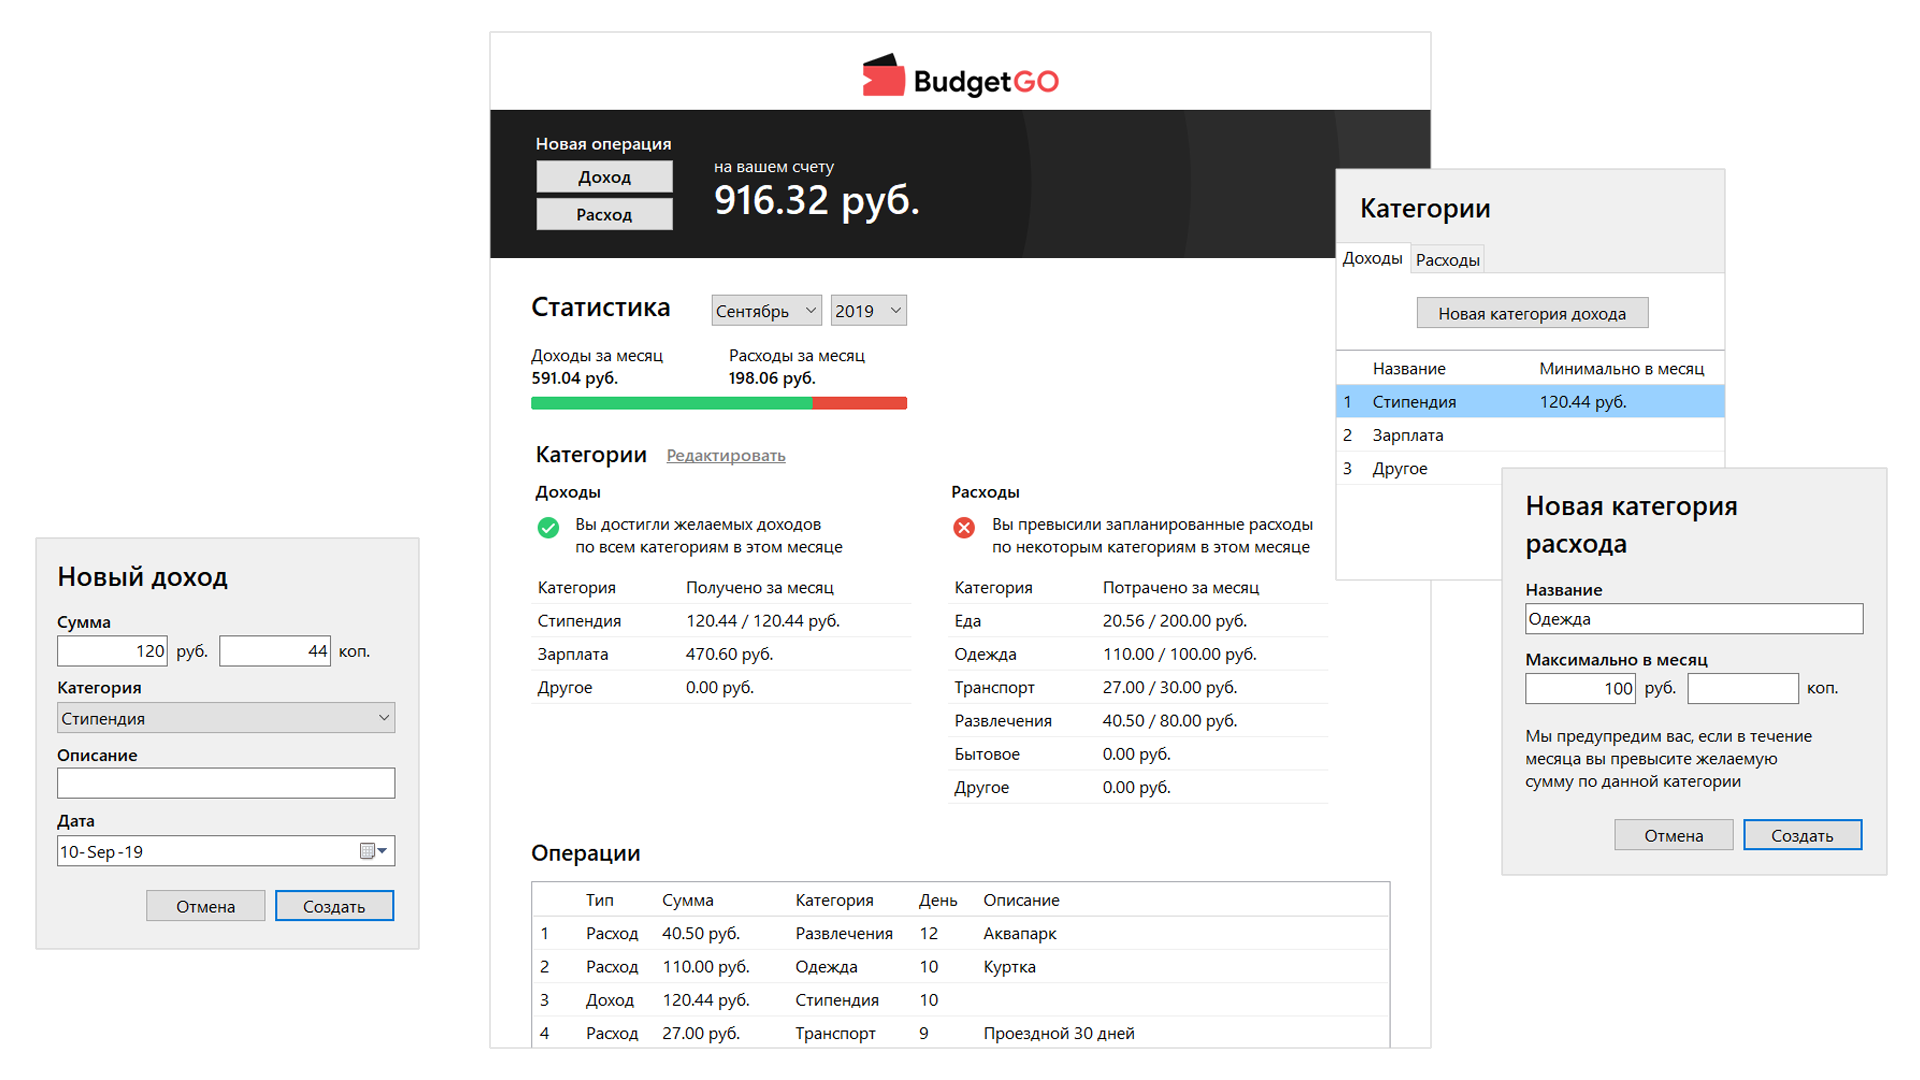 BudgetGO
Новая операция
Доход
Расход
на вашем счету
916.32 руб.
Статистика
Сентябрь 2019
Доходы за месяц Расходы за месяц
591.04 руб. 198.06 руб.
Категории Редактировать
Доходы
Вы достигли желаемых доходов
по всем категориям в этом месяце
Категория Получено за месяц
Стипендия 120.44 / 120.44 руб.
Зарплата 470.60 руб.
Другое 0.00 руб.
Расходы
Вы превысили запланированные расходы
по некоторым категориям в этом месяце
Категория Потрачено за месяц
Еда 20.56 / 200.00 руб.
Одежда 110.00 / 100.00 руб.
Транспорт 27.00 / 30.00 руб.
Развлечения 40.50 / 80.00 руб.
Бытовое 0.00 руб.
Другое 0.00 руб.
Операции
Тип Сумма Категория День Описание
1 Расход 40.50 руб. Развлечения 12 Аквапарк
2 Расход 110.00 руб. Одежда 10 Куртка
3 Доход 120.44 руб. Стипендия 10
4 Расход 27.00 руб. Транспорт 9 Проездной 30 дней
Новый доход
Сумма
120 руб. 44 коп.
Категория
Стипендия
Описание
Дата
10-Sep-19
Отмена Создать
Категории
Доходы Расходы
Новая категория дохода
Название Минимально в месяц
1 Стипендия 120.44 руб.
2 Зарплата
3 Другое
Новая категория
расхода
Название
Одежда
Максимально в месяц
100 руб. коп.
Мы предупредим вас, если в течение
месяца вы превысите желаемую
сумму по данной категории
Отмена Создать